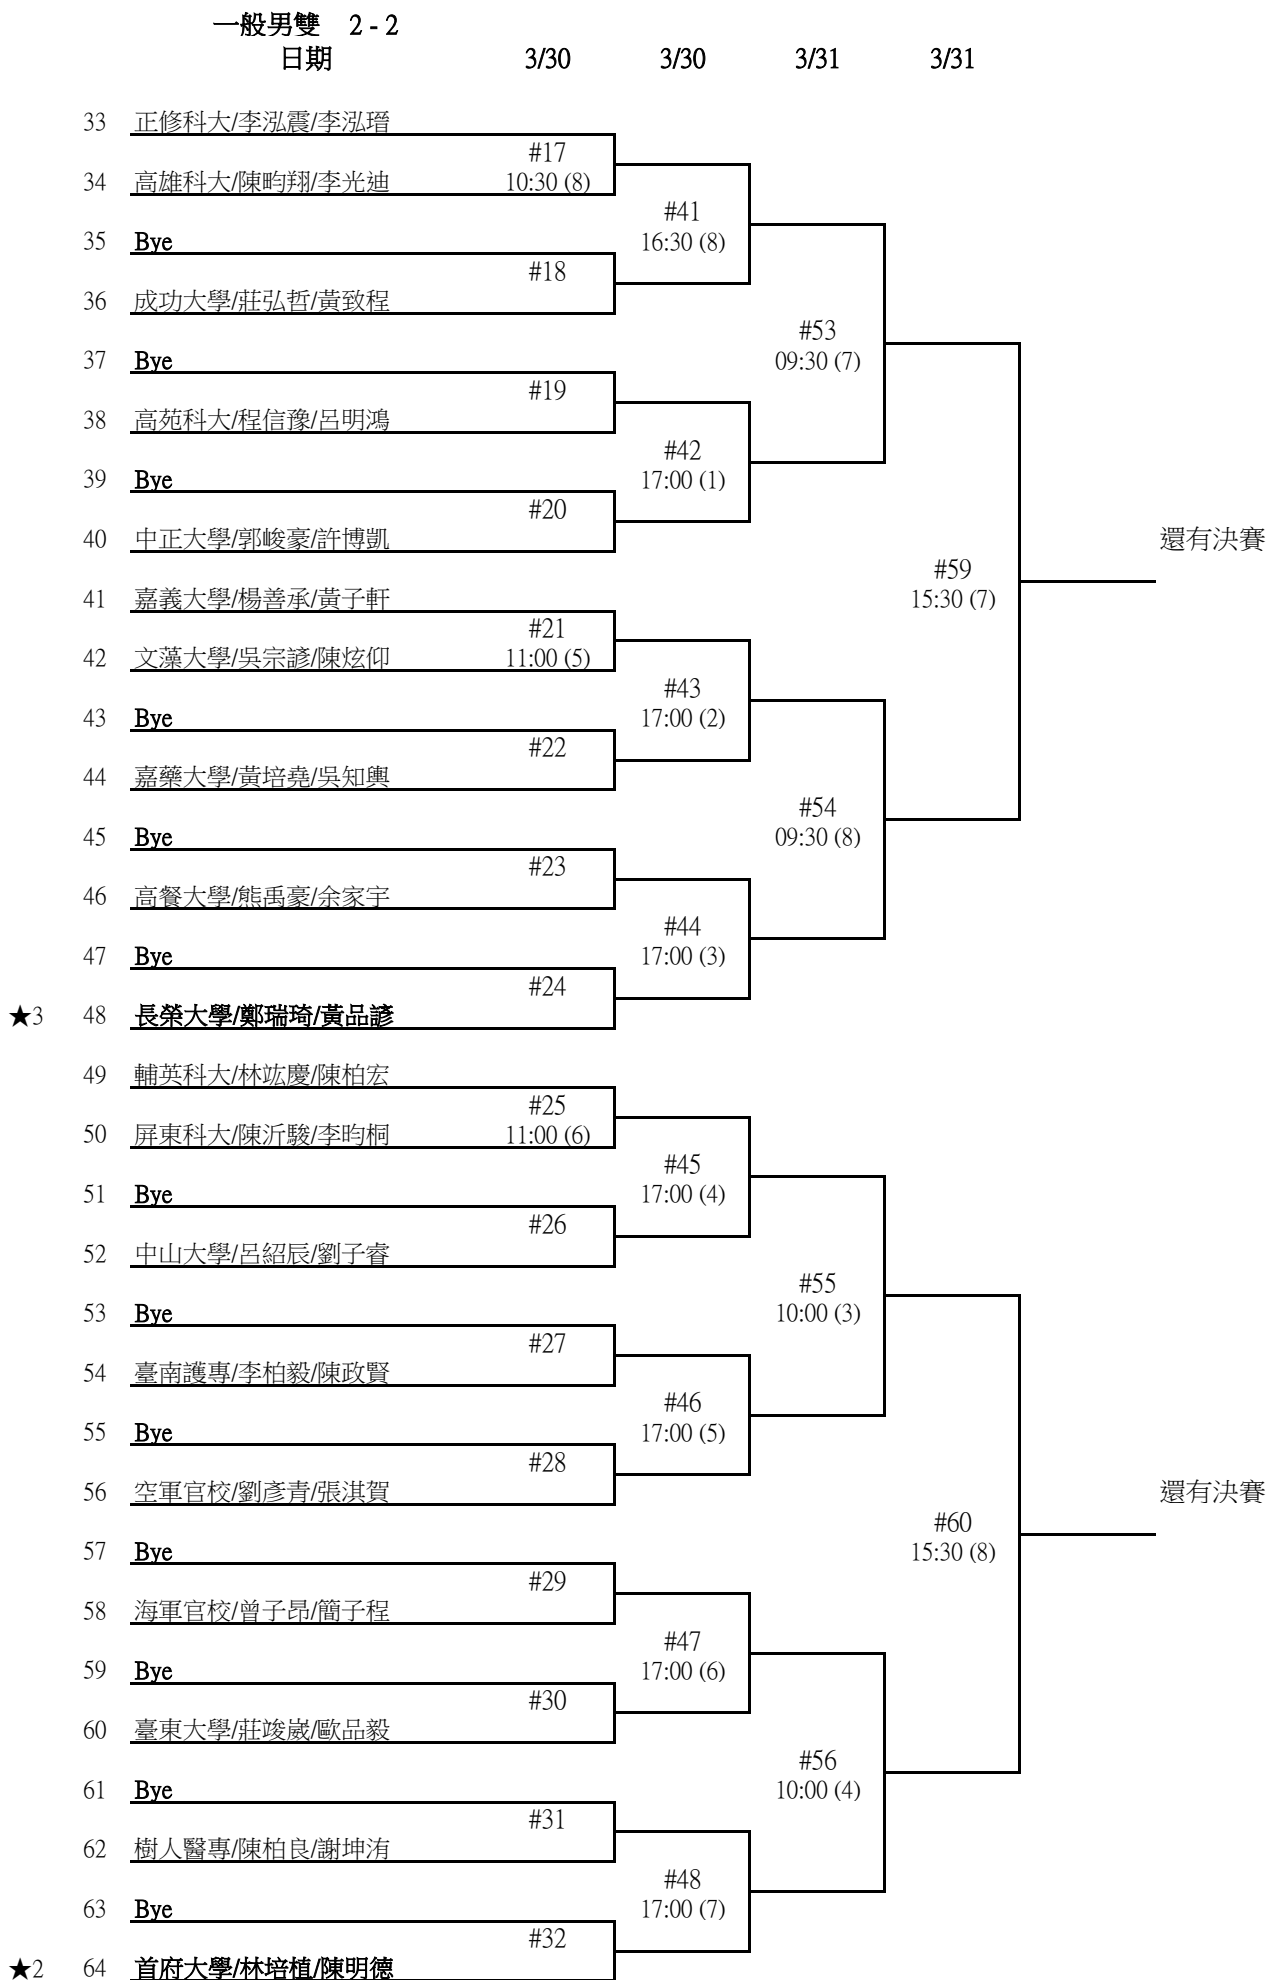 一般男雙 2 - 2
日期 3/30 3/30 3/31 3/31
33 正修科大/李泓震/李泓瑨
#17
34 高雄科大/陳畇翔/李光迪 10:30 (8)
#41
35 Bye 16:30 (8)
#18
36 成功大學/莊弘哲/黃致程
#53
37 Bye 09:30 (7)
#19
38 高苑科大/程信豫/呂明鴻
#42
39 Bye 17:00 (1)
#20
40 中正大學/郭峻豪/許博凱 還有決賽
#59
41 嘉義大學/楊善承/黃子軒 15:30 (7)
#21
42 文藻大學/吳宗諺/陳炫仰 11:00 (5)
#43
43 Bye 17:00 (2)
#22
44 嘉藥大學/黃培堯/吳知輿
#54
45 Bye 09:30 (8)
#23
46 高餐大學/熊禹豪/余家宇
#44
47 Bye 17:00 (3)
#24
★3 48 長榮大學/鄭瑞琦/黃品諺
49 輔英科大/林竑慶/陳柏宏
#25
50 屏東科大/陳沂駿/李昀桐 11:00 (6)
#45
51 Bye 17:00 (4)
#26
52 中山大學/呂紹辰/劉子睿
#55
53 Bye 10:00 (3)
#27
54 臺南護專/李柏毅/陳政賢
#46
55 Bye 17:00 (5)
#28
56 空軍官校/劉彥青/張淇賀 還有決賽
#60
57 Bye 15:30 (8)
#29
58 海軍官校/曾子昂/簡子程
#47
59 Bye 17:00 (6)
#30
60 臺東大學/莊竣崴/歐品毅
#56
61 Bye 10:00 (4)
#31
62 樹人醫專/陳柏良/謝坤洧
#48
63 Bye 17:00 (7)
#32
★2 64 首府大學/林培植/陳明德